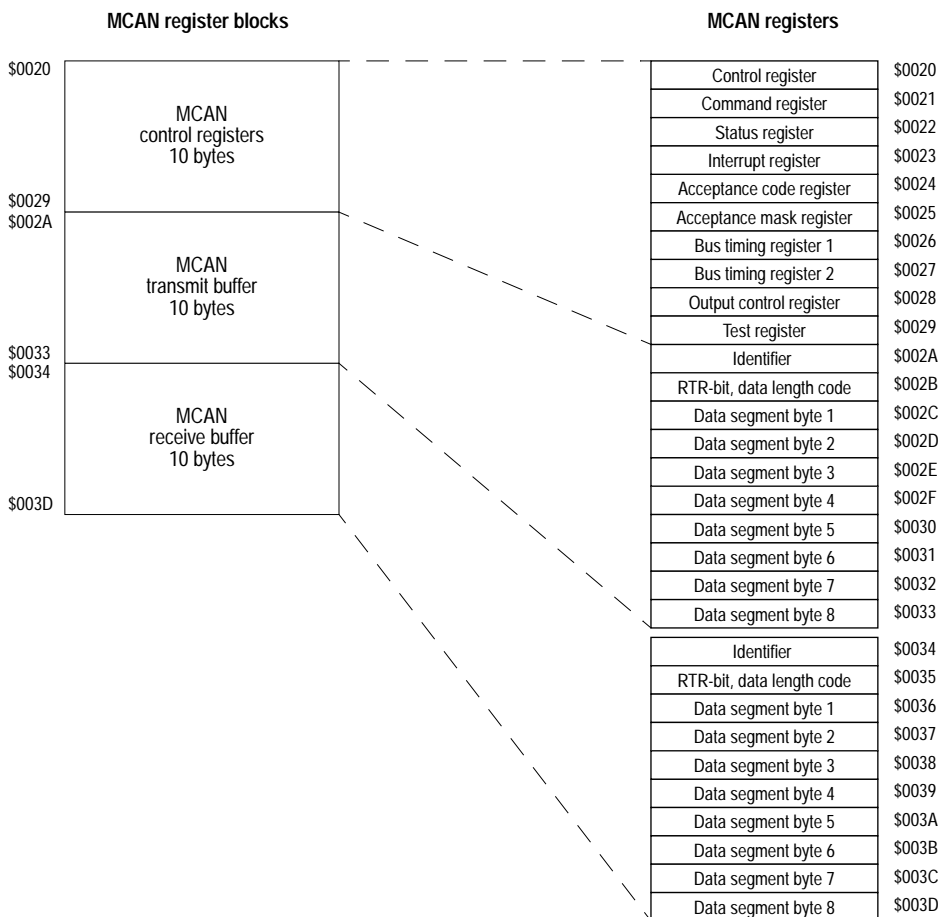 MCAN register blocks
$0020
MCAN
control registers
10 bytes
$0029
$002A
MCAN
transmit buffer
10 bytes
$0033
$0034
MCAN
receive buffer
10 bytes
$003D
MCAN registers
Control register $0020
Command register $0021
Status register $0022
Interrupt register $0023
Acceptance code register $0024
Acceptance mask register $0025
Bus timing register 1 $0026
Bus timing register 2 $0027
Output control register $0028
Test register $0029
Identifier $002A
RTR-bit, data length code $002B
Data segment byte 1 $002C
Data segment byte 2 $002D
Data segment byte 3 $002E
Data segment byte 4 $002F
Data segment byte 5 $0030
Data segment byte 6 $0031
Data segment byte 7 $0032
Data segment byte 8 $0033
Identifier $0034
RTR-bit, data length code $0035
Data segment byte 1 $0036
Data segment byte 2 $0037
Data segment byte 3 $0038
Data segment byte 4 $0039
Data segment byte 5 $003A
Data segment byte 6 $003B
Data segment byte 7 $003C
Data segment byte 8 $003D